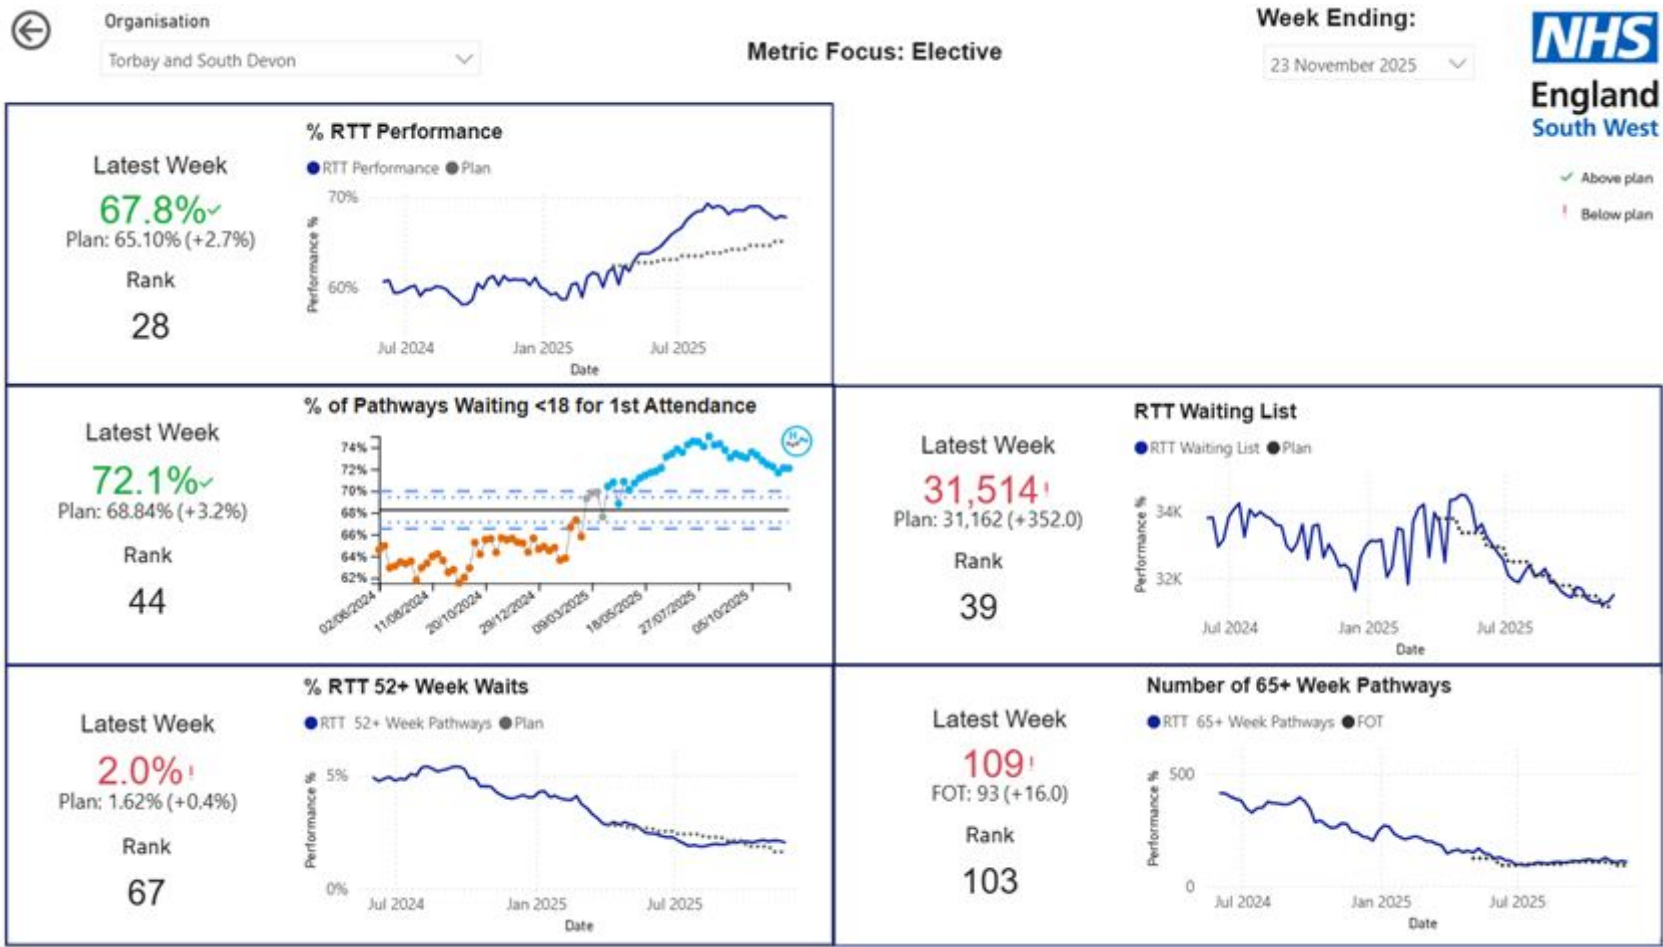 Organisation
Torbay and South Devon
Metric Focus: Elective
Week Ending:
23 November 2025
NHS
England
South West
Above plan
Below plan
% RTT Performance
Latest Week
67.8%
Plan: 65.10% (+2.7%)
Rank
28
RTT Performance Plan
Performance %
70%
60%
Jul 2024 Jan 2025 Jul 2025
Date
% of Pathways Waiting <18 for 1st Attendance
Latest Week
72.1%
Plan: 68.84% (+3.2%)
Rank
44
H
74%
72%
70%
68%
66%
64%
62%
02/06/2024 11/08/2024 20/10/2024 29/12/2024 09/03/2025 18/05/2025 27/07/2025 05/10/2025
RTT Waiting List
Latest Week
31,514!
Plan: 31,162 (+352.0)
Rank
39
RTT Waiting List Plan
Performance %
34K
32K
Jul 2024 Jan 2025 Jul 2025
Date
% RTT 52+ Week Waits
Latest Week
2.0%!
Plan: 1.62% (+0.4%)
Rank
67
RTT 52+ Week Pathways Plan
Performance %
5%
0%
Jul 2024 Jan 2025 Jul 2025
Date
Number of 65+ Week Pathways
Latest Week
109!
FOT: 93 (+16.0)
Rank
103
RTT 65+ Week Pathways FOT
Performance %
500
0
Jul 2024 Jan 2025 Jul 2025
Date